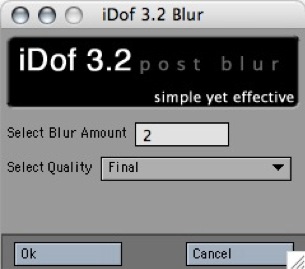 iDof 3.2 Blur
iDof 3.2 post blur
simple yet effective
Select Blur Amount 2
Select Quality Final
Ok Cancel